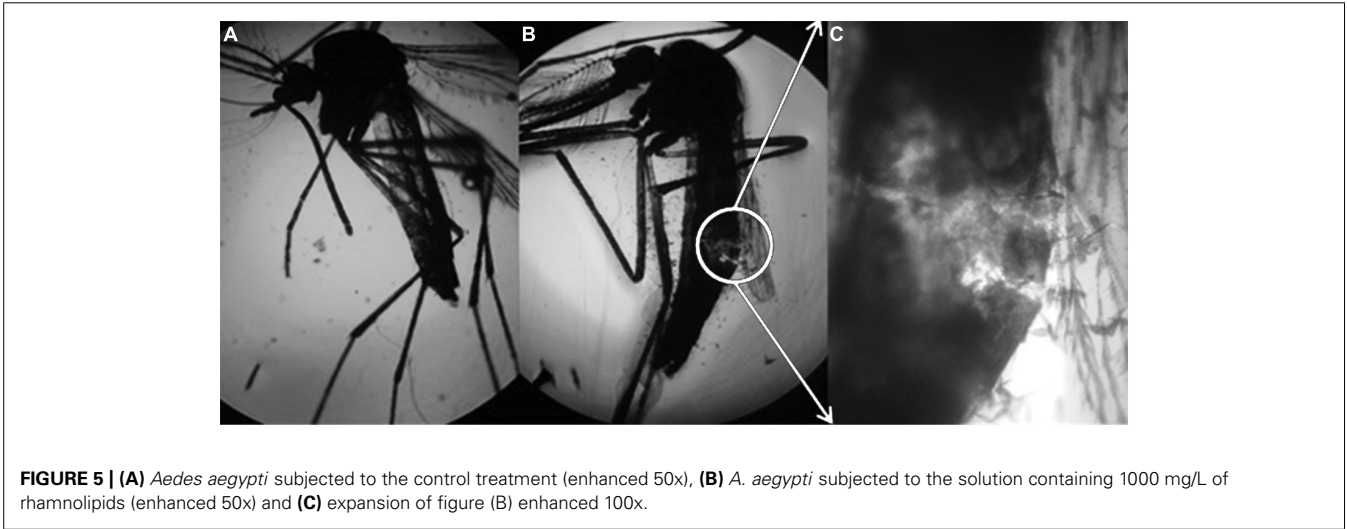 A B C
FIGURE 5 | (A) Aedes aegypti subjected to the control treatment (enhanced 50x), (B) A. aegypti subjected to the solution containing 1000 mg/L of
rhamnolipids (enhanced 50x) and (C) expansion of figure (B) enhanced 100x.